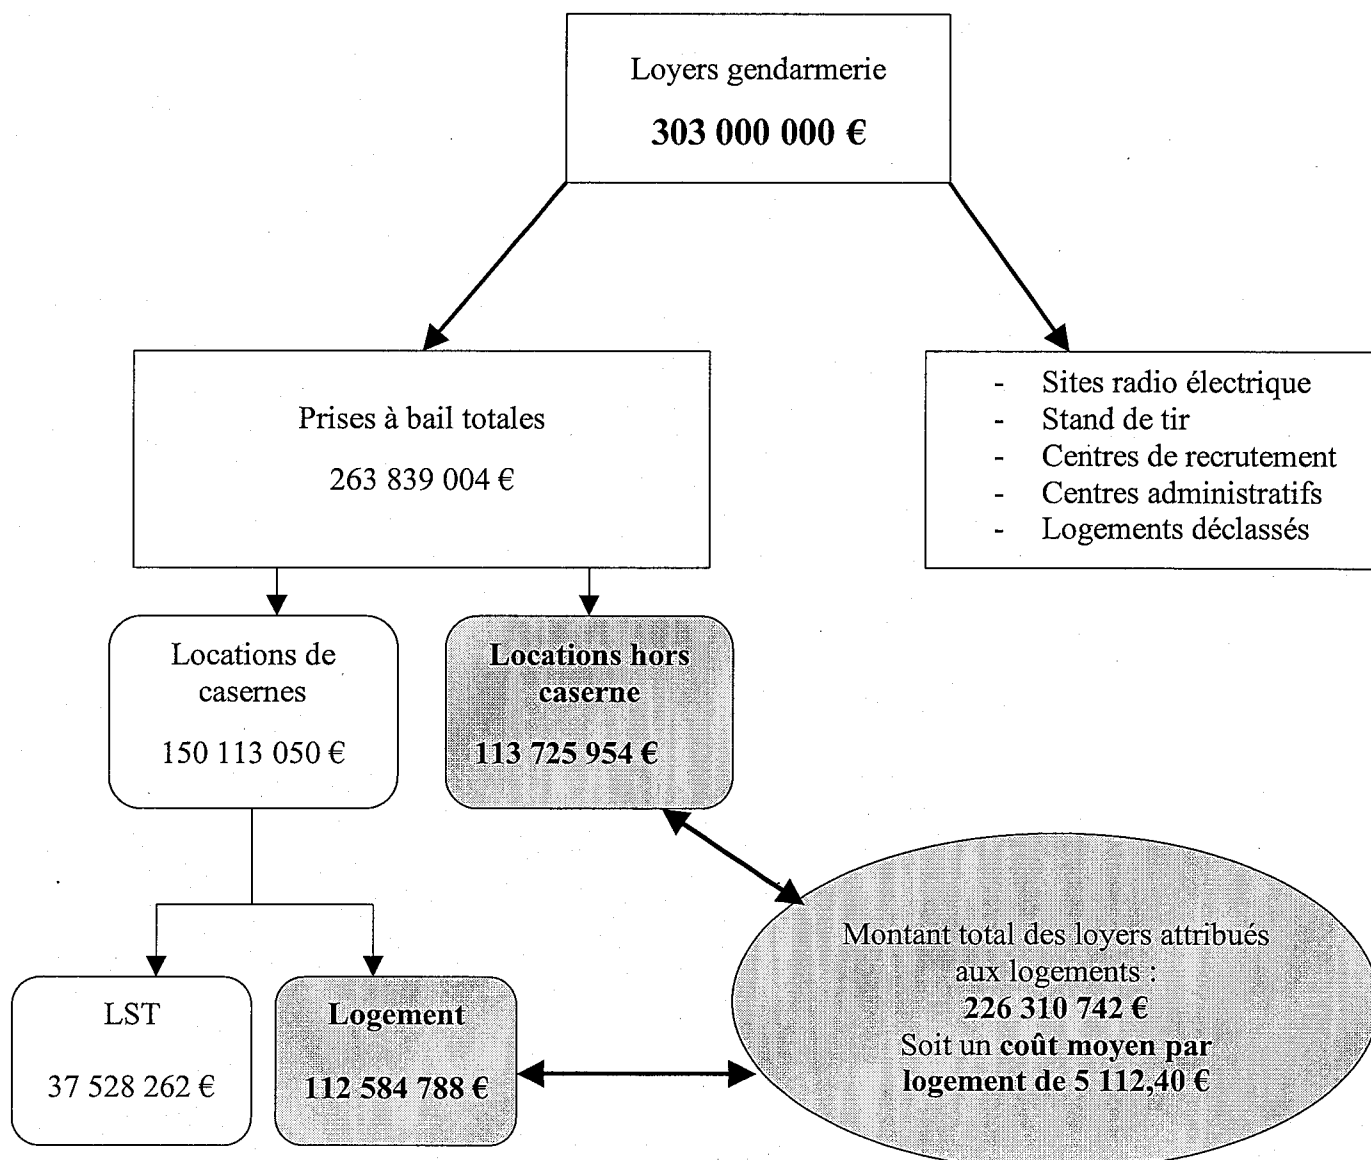 Loyers gendarmerie
303 000 000 €
Prises à bail totales
263 839 004 €
- Sites radio électrique
- Stand de tir
- Centres de recrutement
- Centres administratifs
- Logements déclassés
Locations de
casernes
150 113 050 €
Locations hors
caserne
113 725 954 €
Montant total des loyers attribués
aux logements :
226 310 742 €
Soit un coût moyen par
logement de 5 112,40 €
LST
37 528 262 €
Logement
112 584 788 €